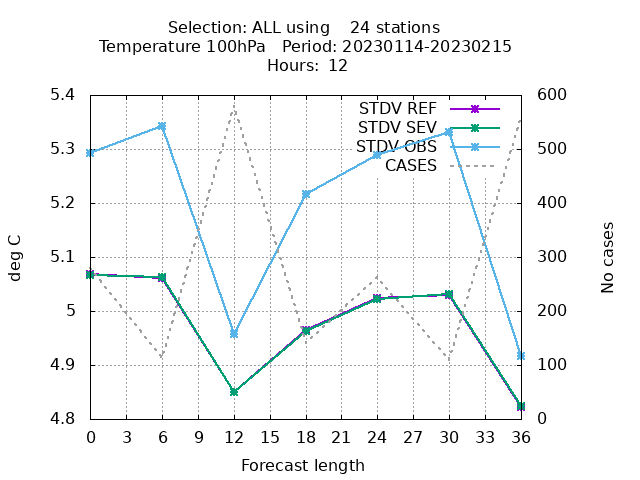 Selection: ALL using    24 stations
Temperature 100hPa   Period: 20230114-20230215
Hours: 12
5.4
5.3
5.2
5.1
5
4.9
4.8
600
500
400
300
200
100
0
STDV REF
STDV SEV
STDV OBS
CASES
deg C
No cases
0 3 6 9 12 15 18 21 24 27 30 33 36
Forecast length